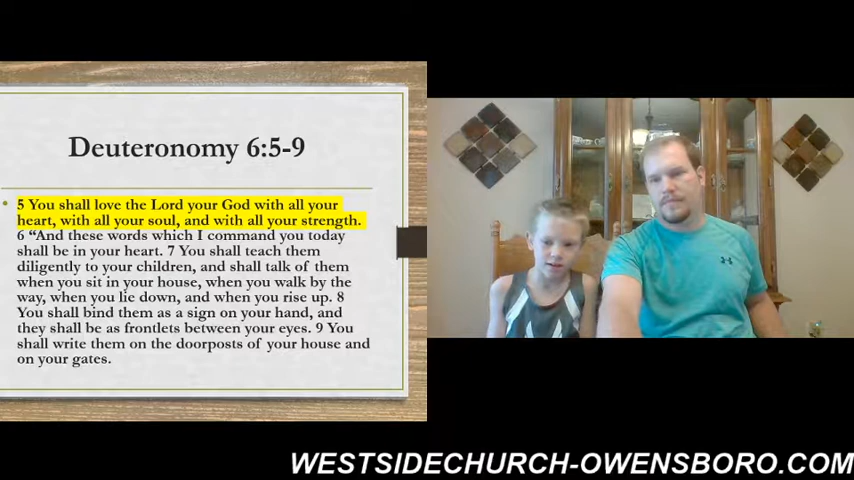 Deuteronomy 6:5-9
• 5 You shall love the Lord your God with all your
heart, with all your soul, and with all your strength.
6 “And these words which I command you today
shall be in your heart. 7 You shall teach them
diligently to your children, and shall talk of them
when you sit in your house, when you walk by the
way, when you lie down, and when you rise up. 8
You shall bind them as a sign on your hand, and
they shall be as frontlets between your eyes. 9 You
shall write them on the doorposts of your house and
on your gates.
WESTSIDECHURCH-OWENSBORO.COM